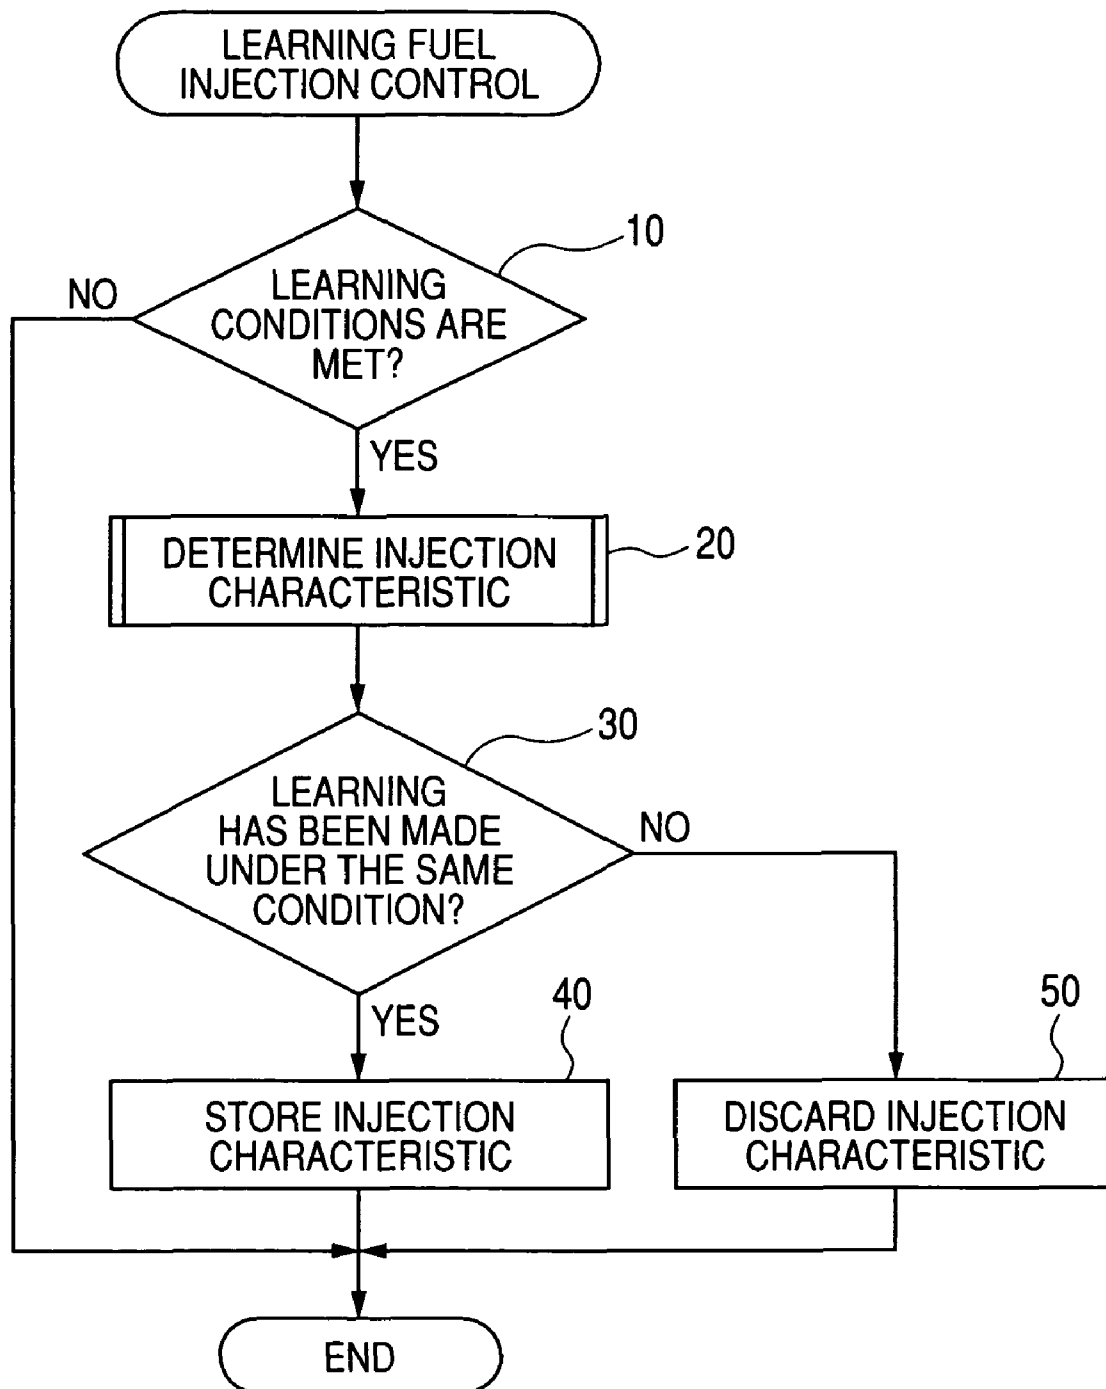 LEARNING FUEL
INJECTION CONTROL
10
NO
LEARNING
CONDITIONS ARE
MET?
YES
20
DETERMINE INJECTION
CHARACTERISTIC
30
LEARNING
HAS BEEN MADE
UNDER THE SAME
CONDITION?
NO
YES
40
50
STORE INJECTION
CHARACTERISTIC
DISCARD INJECTION
CHARACTERISTIC
END